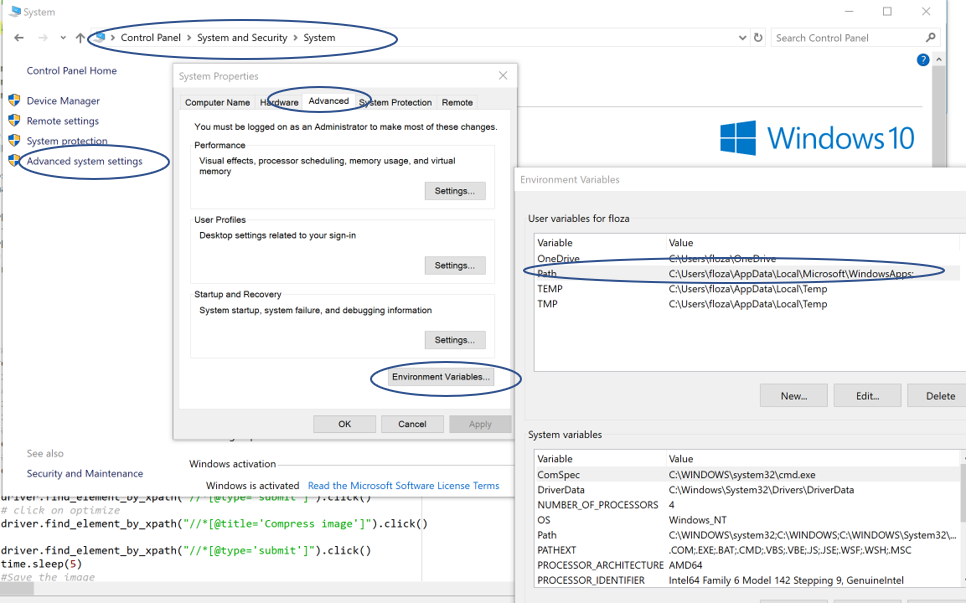 System
Control Panel > System and Security > System
Search Control Panel
Control Panel Home
Device Manager
Remote settings
System protection
Advanced system settings
See also
Security and Maintenance
System Properties
Computer Name Hardware Advanced System Protection Remote
You must be logged on as an Administrator to make most of these changes.
Performance
Visual effects, processor scheduling, memory usage, and virtual
memory
Settings...
User Profiles
Desktop settings related to your sign-in
Settings...
Startup and Recovery
System startup, system failure, and debugging information
Settings...
Environment Variables...
OK Cancel Apply
?
Windows 10
Windows activation
Windows is activated Read the Microsoft Software License Terms
Environment Variables
User variables for floza
Variable Value
OneDrive C:\Users\floza\OneDrive
Path C:\Users\floza\AppData\Local\Microsoft\WindowsApps;
TEMP C:\Users\floza\AppData\Local\Temp
TMP C:\Users\floza\AppData\Local\Temp
New... Edit... Delete
System variables
Variable Value
ComSpec C:\WINDOWS\system32\cmd.exe
DriverData C:\Windows\System32\Drivers\DriverData
NUMBER_OF_PROCESSORS 4
OS Windows_NT
Path C:\WINDOWS\system32;C:\WINDOWS;C:\WINDOWS\System32\...
PATHEXT .COM;.EXE;.BAT;.CMD;.VBS;.VBE;.JS;.JSE;.WSF;.WSH;.MSC
PROCESSOR_ARCHITECTURE AMD64
PROCESSOR_IDENTIFIER Intel64 Family 6 Model 142 Stepping 9, GenuineIntel
driver.find_element_by_xpath("//*[@type='submit']").click()
# click on optimize
driver.find_element_by_xpath("//*[@title='Compress image']").click()
driver.find_element_by_xpath("//*[@type='submit']").click()
time.sleep(5)
#Save the image